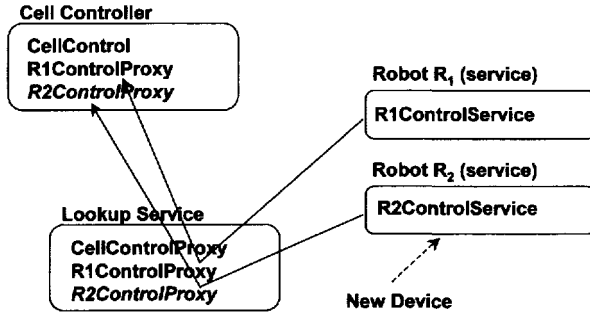 Cell Controller
CellControl
R1ControlProxy
R2ControlProxy
Robot R₁ (service)
R1ControlService
Robot R₂ (service)
R2ControlService
Lookup Service
CellControlProxy
R1ControlProxy
R2ControlProxy
New Device